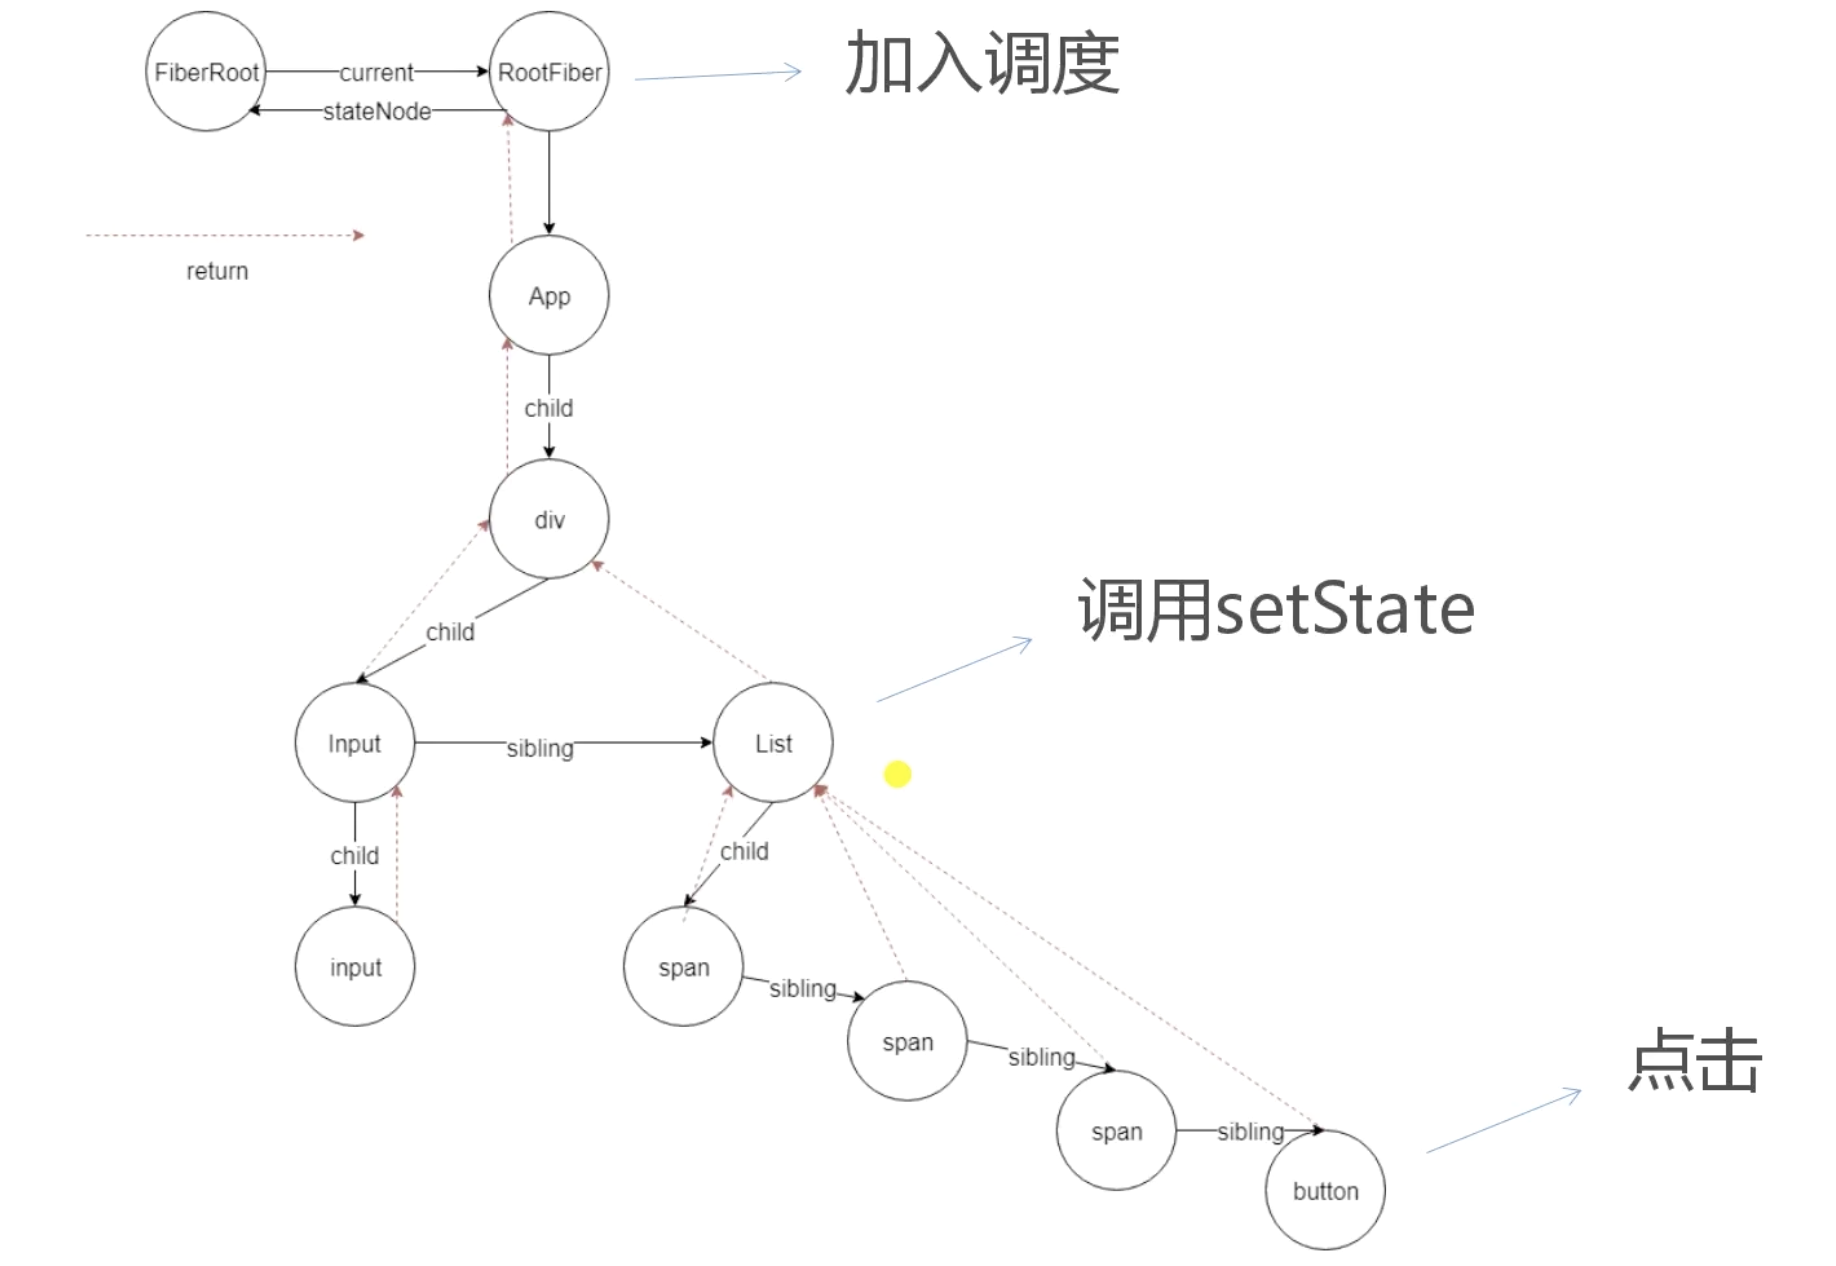 FiberRoot
current
RootFiber
加入调度
stateNode
return
App
child
div
调用setState
child
Input
sibling
List
child
child
input
span
sibling
span
sibling
点击
span
sibling
button